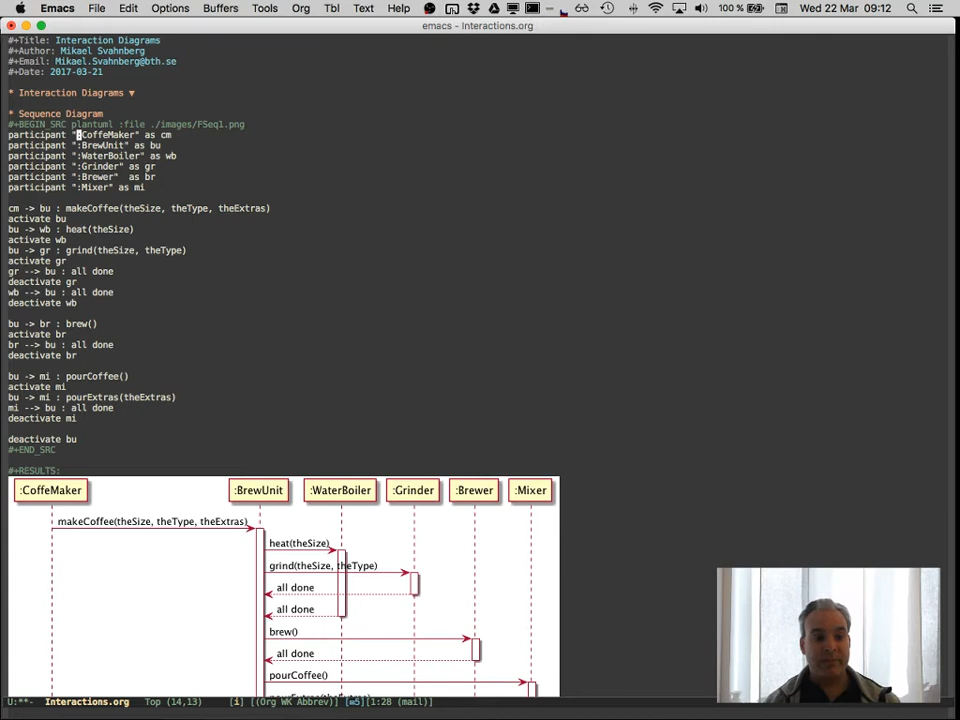 Emacs File Edit Options Buffers Tools Org Tbl Text Help 100 % Wed 22 Mar 09:12
emacs – Interactions.org
#+Title: Interaction Diagrams
#+Author: Mikael Svahnberg
#+Email: Mikael.Svahnberg@bth.se
#+Date: 2017-03-21
* Interaction Diagrams ▼
* Sequence Diagram
#+BEGIN_SRC plantuml :file ./images/FSeq1.png
participant ":CoffeMaker" as cm
participant ":BrewUnit" as bu
participant ":WaterBoiler" as wb
participant ":Grinder" as gr
participant ":Brewer"  as br
participant ":Mixer" as mi
cm -> bu : makeCoffee(theSize, theType, theExtras)
activate bu
bu -> wb : heat(theSize)
activate wb
bu -> gr : grind(theSize, theType)
activate gr
gr --> bu : all done
deactivate gr
wb --> bu : all done
deactivate wb
bu -> br : brew()
activate br
br --> bu : all done
deactivate br
bu -> mi : pourCoffee()
activate mi
bu -> mi : pourExtras(theExtras)
mi --> bu : all done
deactivate mi
deactivate bu
#+END_SRC
#+RESULTS:
:CoffeMaker :BrewUnit :WaterBoiler :Grinder :Brewer :Mixer
makeCoffee(theSize, theType, theExtras)
heat(theSize)
grind(theSize, theType)
all done
all done
brew()
all done
pourCoffee()
U:**- Interactions.org Top (14,13) [i] [(Org WK Abbrev)] [✉5][1:28 (mail)]